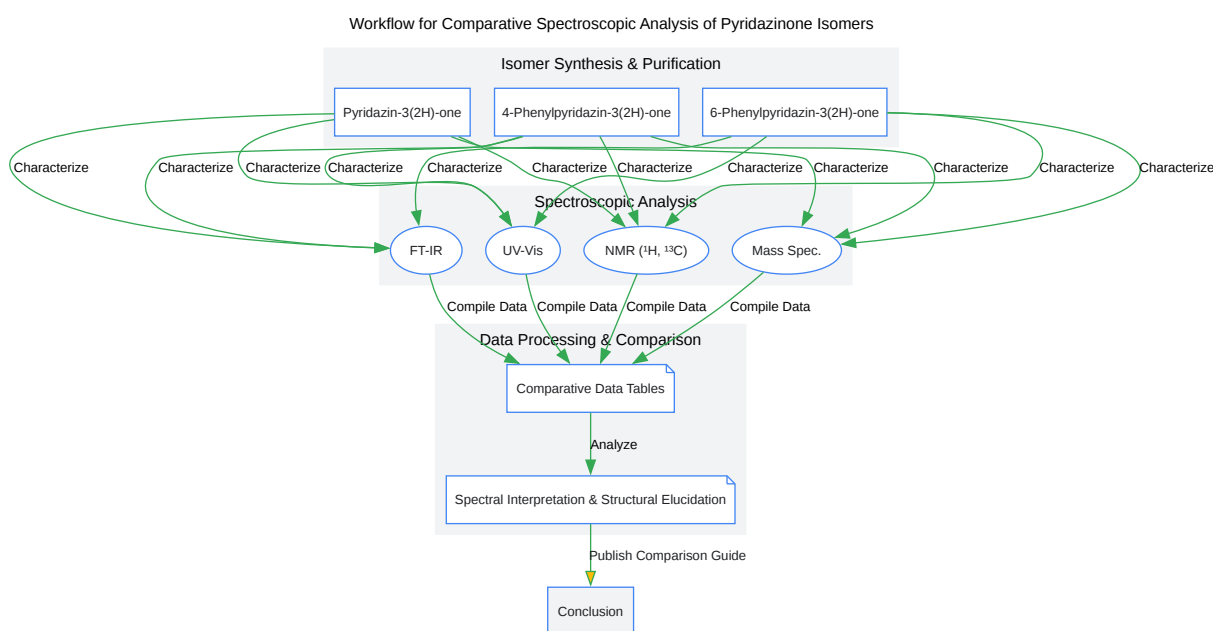 Workflow for Comparative Spectroscopic Analysis of Pyridazinone Isomers
Isomer Synthesis & Purification
Pyridazin-3(2H)-one
4-Phenylpyridazin-3(2H)-one
6-Phenylpyridazin-3(2H)-one
Characterize
Characterize
Characterize
Characterize
Characterize
Characterize
Characterize
Characterize
Characterize
Characterize
Characterize
Characterize
Spectroscopic Analysis
FT-IR
UV-Vis
NMR (¹H, ¹³C)
Mass Spec.
Compile Data
Compile Data
Compile Data
Compile Data
Data Processing & Comparison
Comparative Data Tables
Analyze
Spectral Interpretation & Structural Elucidation
Publish Comparison Guide
Conclusion